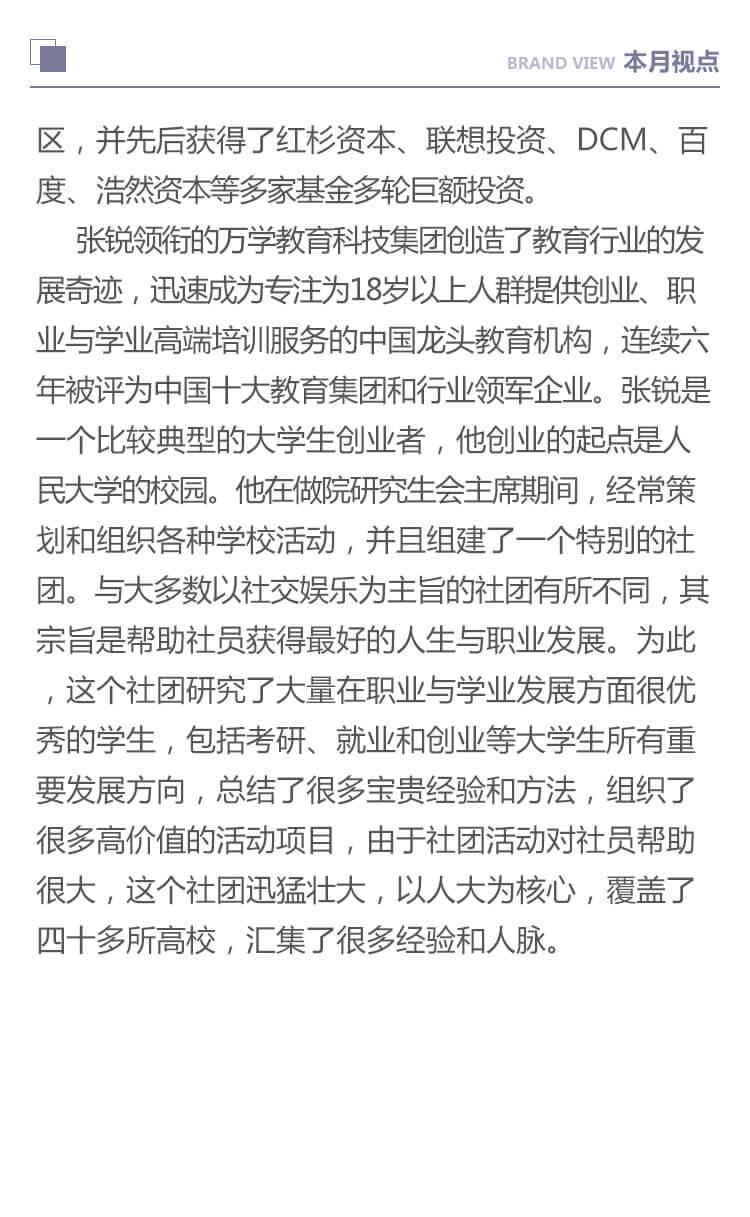 BRAND VIEW 本月视点
区，并先后获得了红杉资本、联想投资、DCM、百
度、浩然资本等多家基金多轮巨额投资。
张锐领衔的万学教育科技集团创造了教育行业的发
展奇迹，迅速成为专注为18岁以上人群提供创业、职
业与学业高端培训服务的中国龙头教育机构，连续六
年被评为中国十大教育集团和行业领军企业。张锐是
一个比较典型的大学生创业者，他创业的起点是人
民大学的校园。他在做院研究生会主席期间，经常策
划和组织各种学校活动，并且组建了一个特别的社
团。与大多数以社交娱乐为主旨的社团有所不同，其
宗旨是帮助社员获得最好的人生与职业发展。为此
，这个社团研究了大量在职业与学业发展方面很优
秀的学生，包括考研、就业和创业等大学生所有重
要发展方向，总结了很多宝贵经验和方法，组织了
很多高价值的活动项目，由于社团活动对社员帮助
很大，这个社团迅猛壮大，以人大为核心，覆盖了
四十多所高校，汇集了很多经验和人脉。